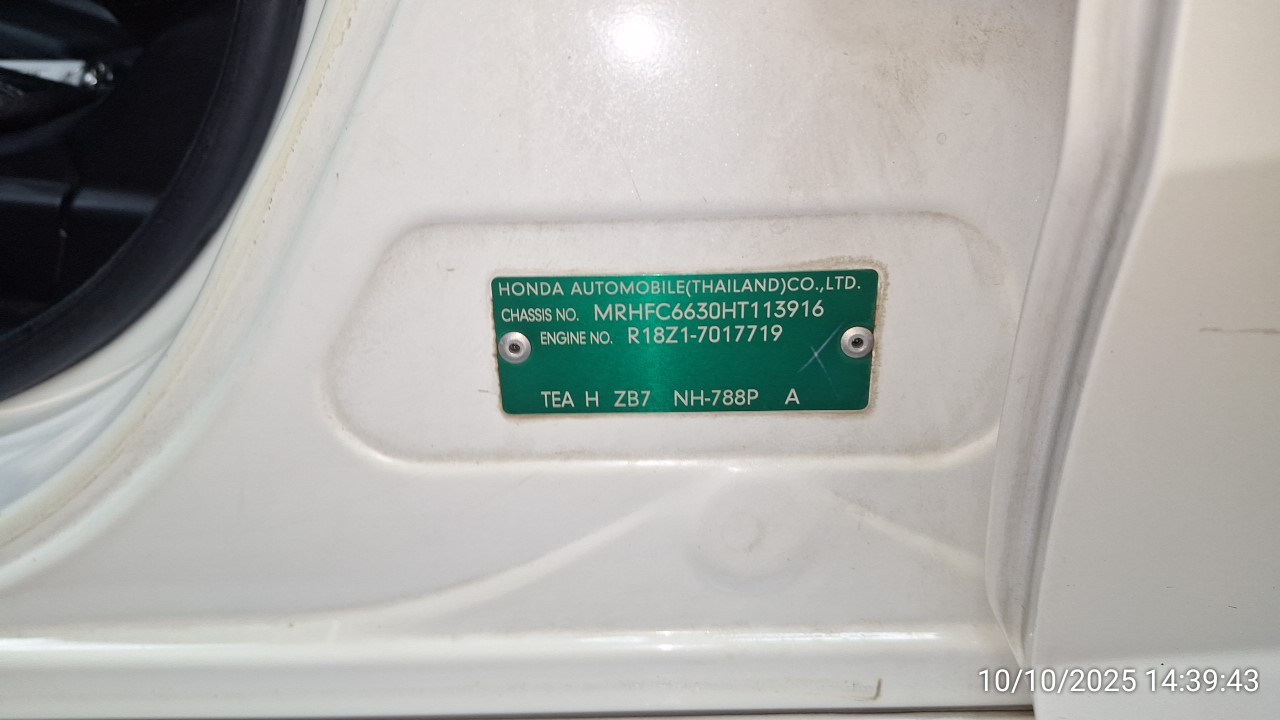 HONDA AUTOMOBILE(THAILAND)CO.,LTD.
CHASSIS NO. MRHFC6630HT113916
ENGINE NO. R18Z1-7017719
TEA H ZB7 NH-788P A
10/10/2025 14:39:43